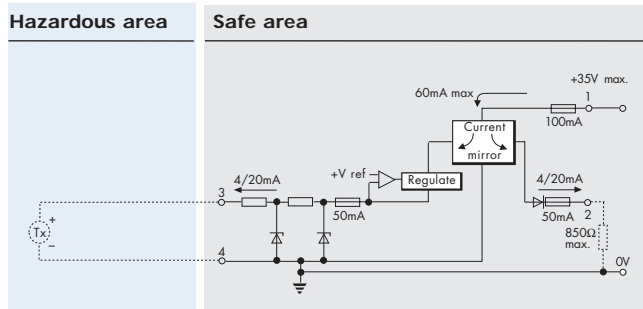 Hazardous area
Safe area
+35V max.
60mA max
1
100mA
Current
mirror
+V ref
Regulate
4/20mA
4/20mA
3
50mA
50mA
2
Tx
+
−
850Ω
max.
4
0V